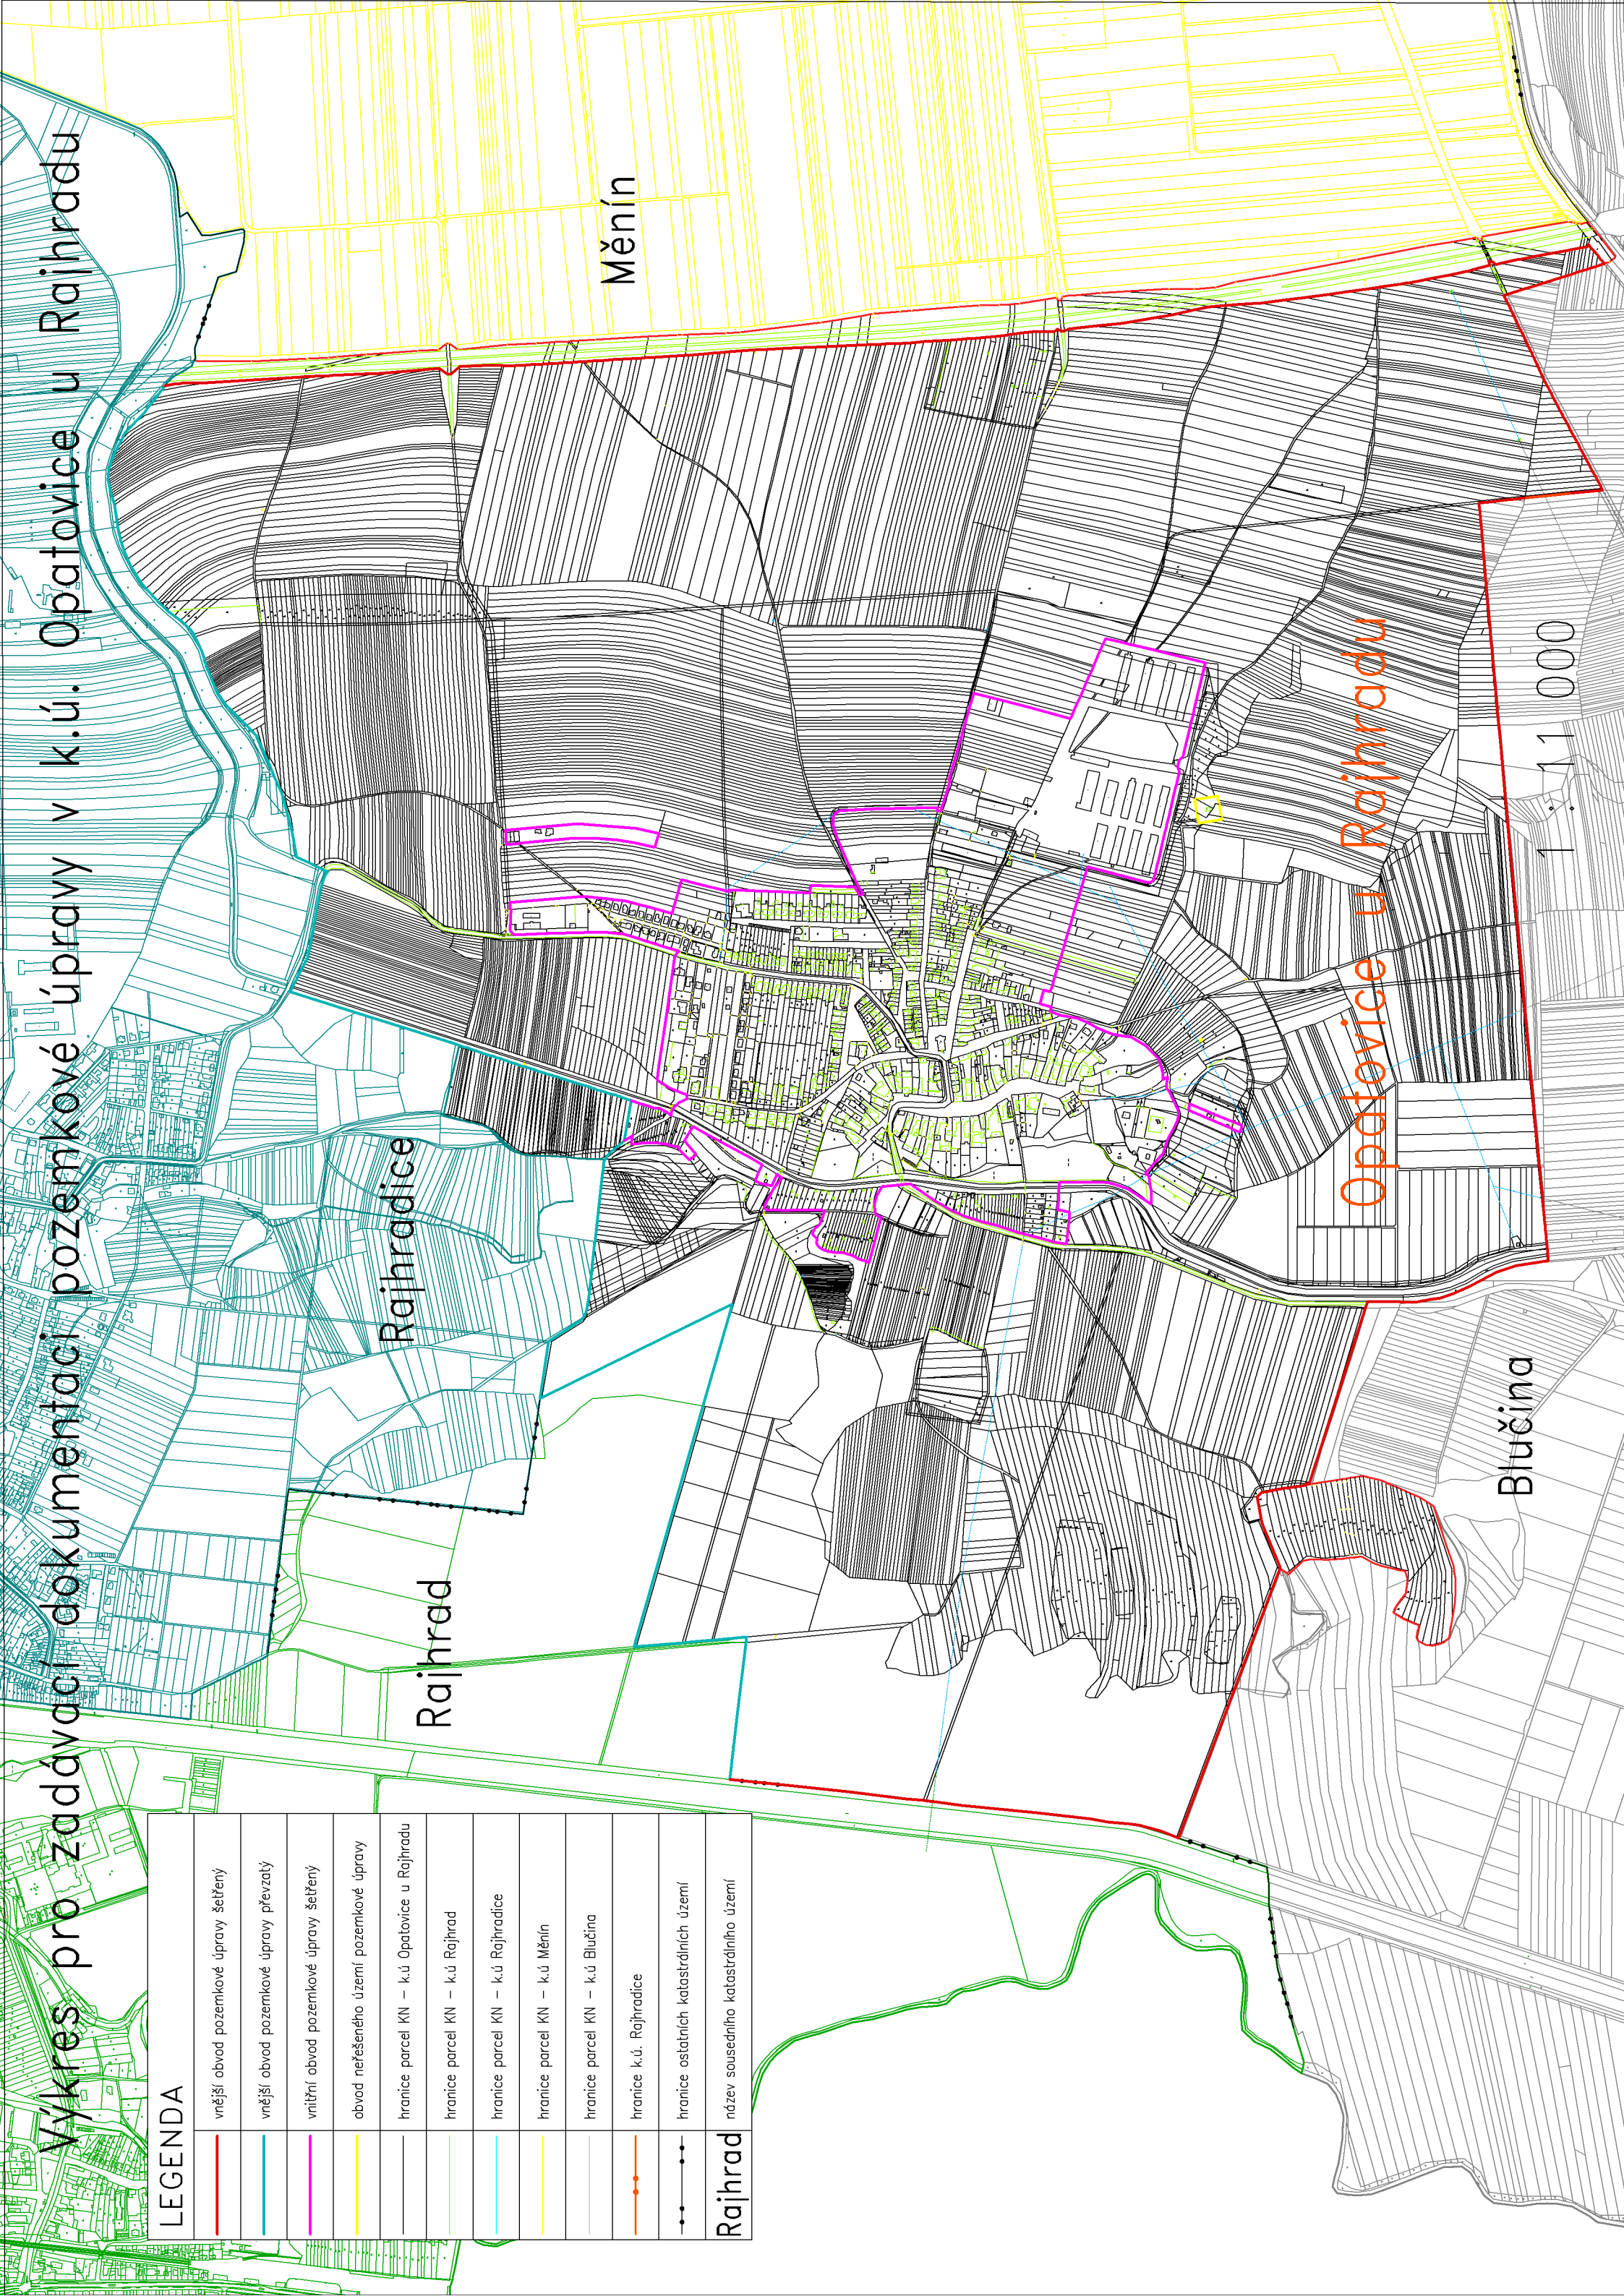 Výkres pro zadávací dokumentaci pozemkové úpravy v k.ú. Opatovice u Rajhradu
LEGENDA
vnější obvod pozemkové úpravy šetřený
vnější obvod pozemkové úpravy převzatý
vnitřní obvod pozemkové úpravy šetřený
obvod neřešeného území pozemkové úpravy
hranice parcel KN – k.ú Opatovice u Rajhradu
hranice parcel KN – k.ú Rajhrad
hranice parcel KN – k.ú Rajhradice
hranice parcel KN – k.ú Měnín
hranice parcel KN – k.ú Blučina
hranice k.ú. Rajhradice
hranice ostatních katastrálních území
Rajhrad název sousedního katastrálního území
Rajhradice
Rajhrad
Měnín
Opatovice u Rajhradu
Blučina
1 : 11 000